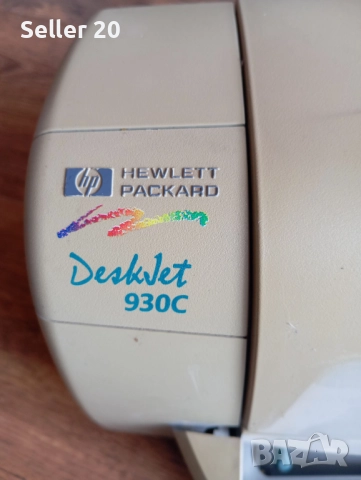 Seller 20
hp
HEWLETT
PACKARD
DeskJet
930C
BAZAR